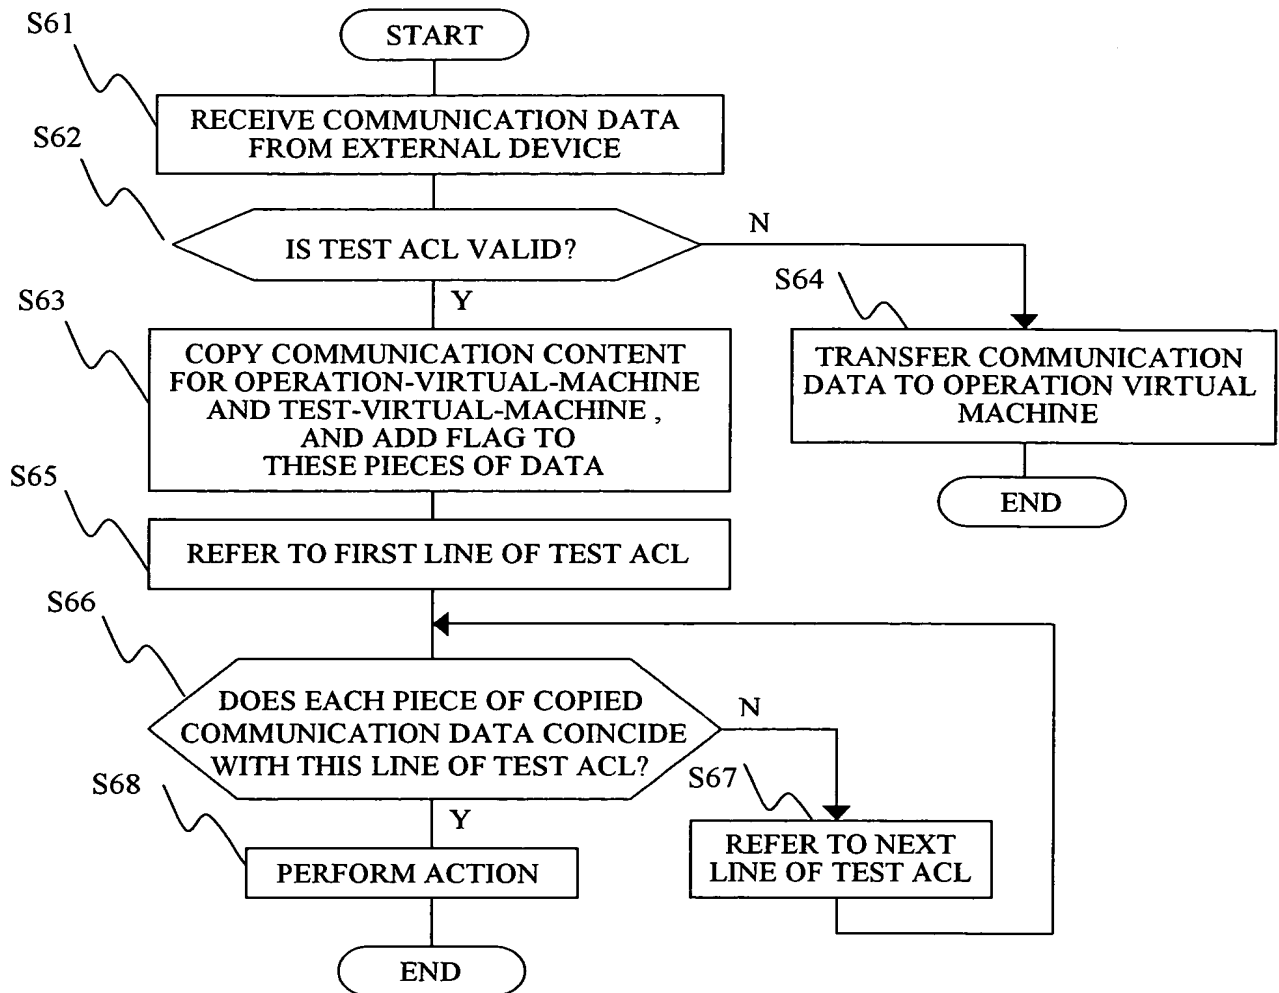 S61
START
RECEIVE COMMUNICATION DATA
FROM EXTERNAL DEVICE
S62
IS TEST ACL VALID?
N
Y
S63
COPY COMMUNICATION CONTENT
FOR OPERATION-VIRTUAL-MACHINE
AND TEST-VIRTUAL-MACHINE ,
AND ADD FLAG TO
THESE PIECES OF DATA
S64
TRANSFER COMMUNICATION
DATA TO OPERATION VIRTUAL
MACHINE
END
S65
REFER TO FIRST LINE OF TEST ACL
S66
DOES EACH PIECE OF COPIED
COMMUNICATION DATA COINCIDE
WITH THIS LINE OF TEST ACL?
N
Y
S67
REFER TO NEXT
LINE OF TEST ACL
S68
PERFORM ACTION
END